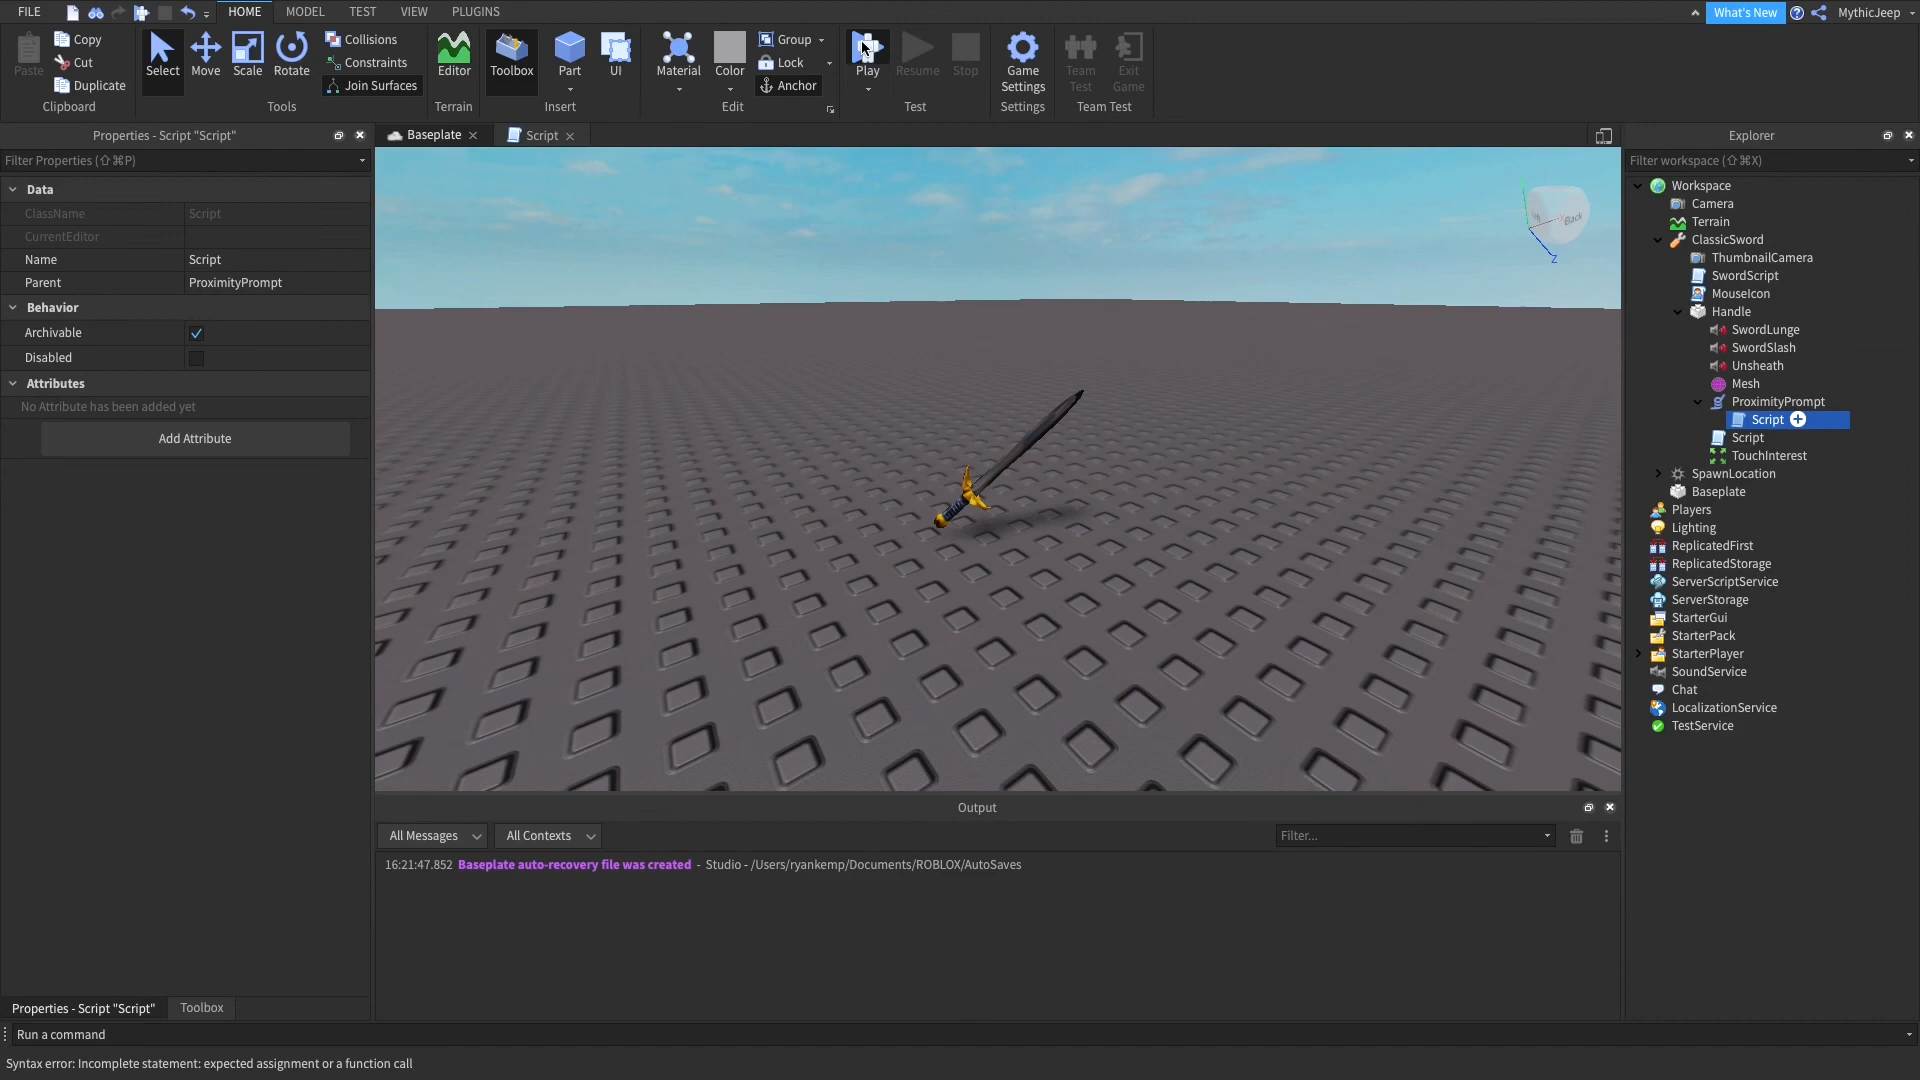 FILE
HOME
MODEL
TEST
VIEW
PLUGINS
What's New
MythicJeep
Paste
Copy
Cut
Duplicate
Clipboard
Select
Move
Scale
Rotate
Collisions
Constraints
Join Surfaces
Tools
Editor
Terrain
Toolbox
Part
UI
Insert
Material
Color
Group
Lock
Anchor
Edit
Play
Resume
Stop
Test
Game
Settings
Settings
Team
Test
Exit
Game
Team Test
Properties - Script "Script"
Filter Properties (⇧⌘P)
Data
ClassName Script
CurrentEditor
Name Script
Parent ProximityPrompt
Behavior
Archivable
Disabled
Attributes
No Attribute has been added yet
Add Attribute
Baseplate
Script
Back
Z
Explorer
Filter workspace (⇧⌘X)
Workspace
Camera
Terrain
ClassicSword
ThumbnailCamera
SwordScript
MouseIcon
Handle
SwordLunge
SwordSlash
Unsheath
Mesh
ProximityPrompt
Script
Script
TouchInterest
SpawnLocation
Baseplate
Players
Lighting
ReplicatedFirst
ReplicatedStorage
ServerScriptService
ServerStorage
StarterGui
StarterPack
StarterPlayer
SoundService
Chat
LocalizationService
TestService
Output
All Messages
All Contexts
Filter...
16:21:47.852 Baseplate auto-recovery file was created - Studio - /Users/ryankemp/Documents/ROBLOX/AutoSaves
Properties - Script "Script"
Toolbox
Run a command
Syntax error: Incomplete statement: expected assignment or a function call